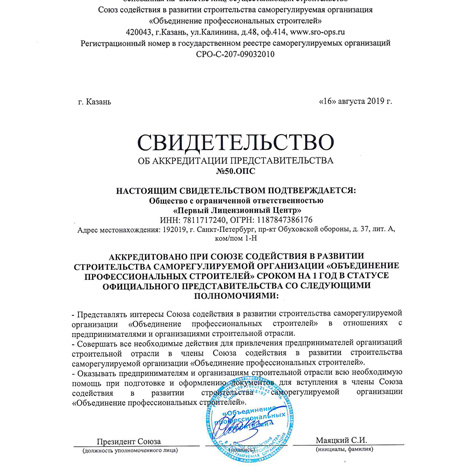 Союз содействия в развитии строительства саморегулируемая организация
«Объединение профессиональных строителей»
420043, г.Казань, ул.Калинина, д.48, оф.414, www.sro-ops.ru
Регистрационный номер в государственном реестре саморегулируемых организаций
СРО-С-207-09032010
г. Казань «16» августа 2019 г.
СВИДЕТЕЛЬСТВО
ОБ АККРЕДИТАЦИИ ПРЕДСТАВИТЕЛЬСТВА
№50.ОПС
НАСТОЯЩИМ СВИДЕТЕЛЬСТВОМ ПОДТВЕРЖДАЕТСЯ:
Общество с ограниченной ответственностью
«Первый Лицензионный Центр»
ИНН: 7811717240, ОГРН: 1187847386176
Адрес местонахождения: 192019, г. Санкт-Петербург, пр-кт Обуховской обороны, д. 37, лит. А,
ком/пом 1-Н
АККРЕДИТОВАНО ПРИ СОЮЗЕ СОДЕЙСТВИЯ В РАЗВИТИИ
СТРОИТЕЛЬСТВА САМОРЕГУЛИРУЕМОЙ ОРГАНИЗАЦИИ «ОБЪЕДИНЕНИЕ
ПРОФЕССИОНАЛЬНЫХ СТРОИТЕЛЕЙ» СРОКОМ НА 1 ГОД В СТАТУСЕ
ОФИЦИАЛЬНОГО ПРЕДСТАВИТЕЛЬСТВА СО СЛЕДУЮЩИМИ
ПОЛНОМОЧИЯМИ:
- Представлять интересы Союза содействия в развитии строительства саморегулируемой
организации «Объединение профессиональных строителей» в отношениях с
предпринимателями и организациями строительной отрасли.
- Совершать все необходимые действия для привлечения предпринимателей организаций
строительной отрасли в члены Союза содействия в развитии строительства
саморегулируемой организации «Объединение профессиональных строителей».
- Оказывать предпринимателям и организациям строительной отрасли всю необходимую
помощь при подготовке и оформлению документов для вступления в члены Союза
содействия в развитии строительства саморегулируемой организации
«Объединение профессиональных строителей».
«Объединение
профессиональных
Президент Союза Маяцкий С.И.
(должность уполномоченного лица) (подпись) (инициалы, фамилия)